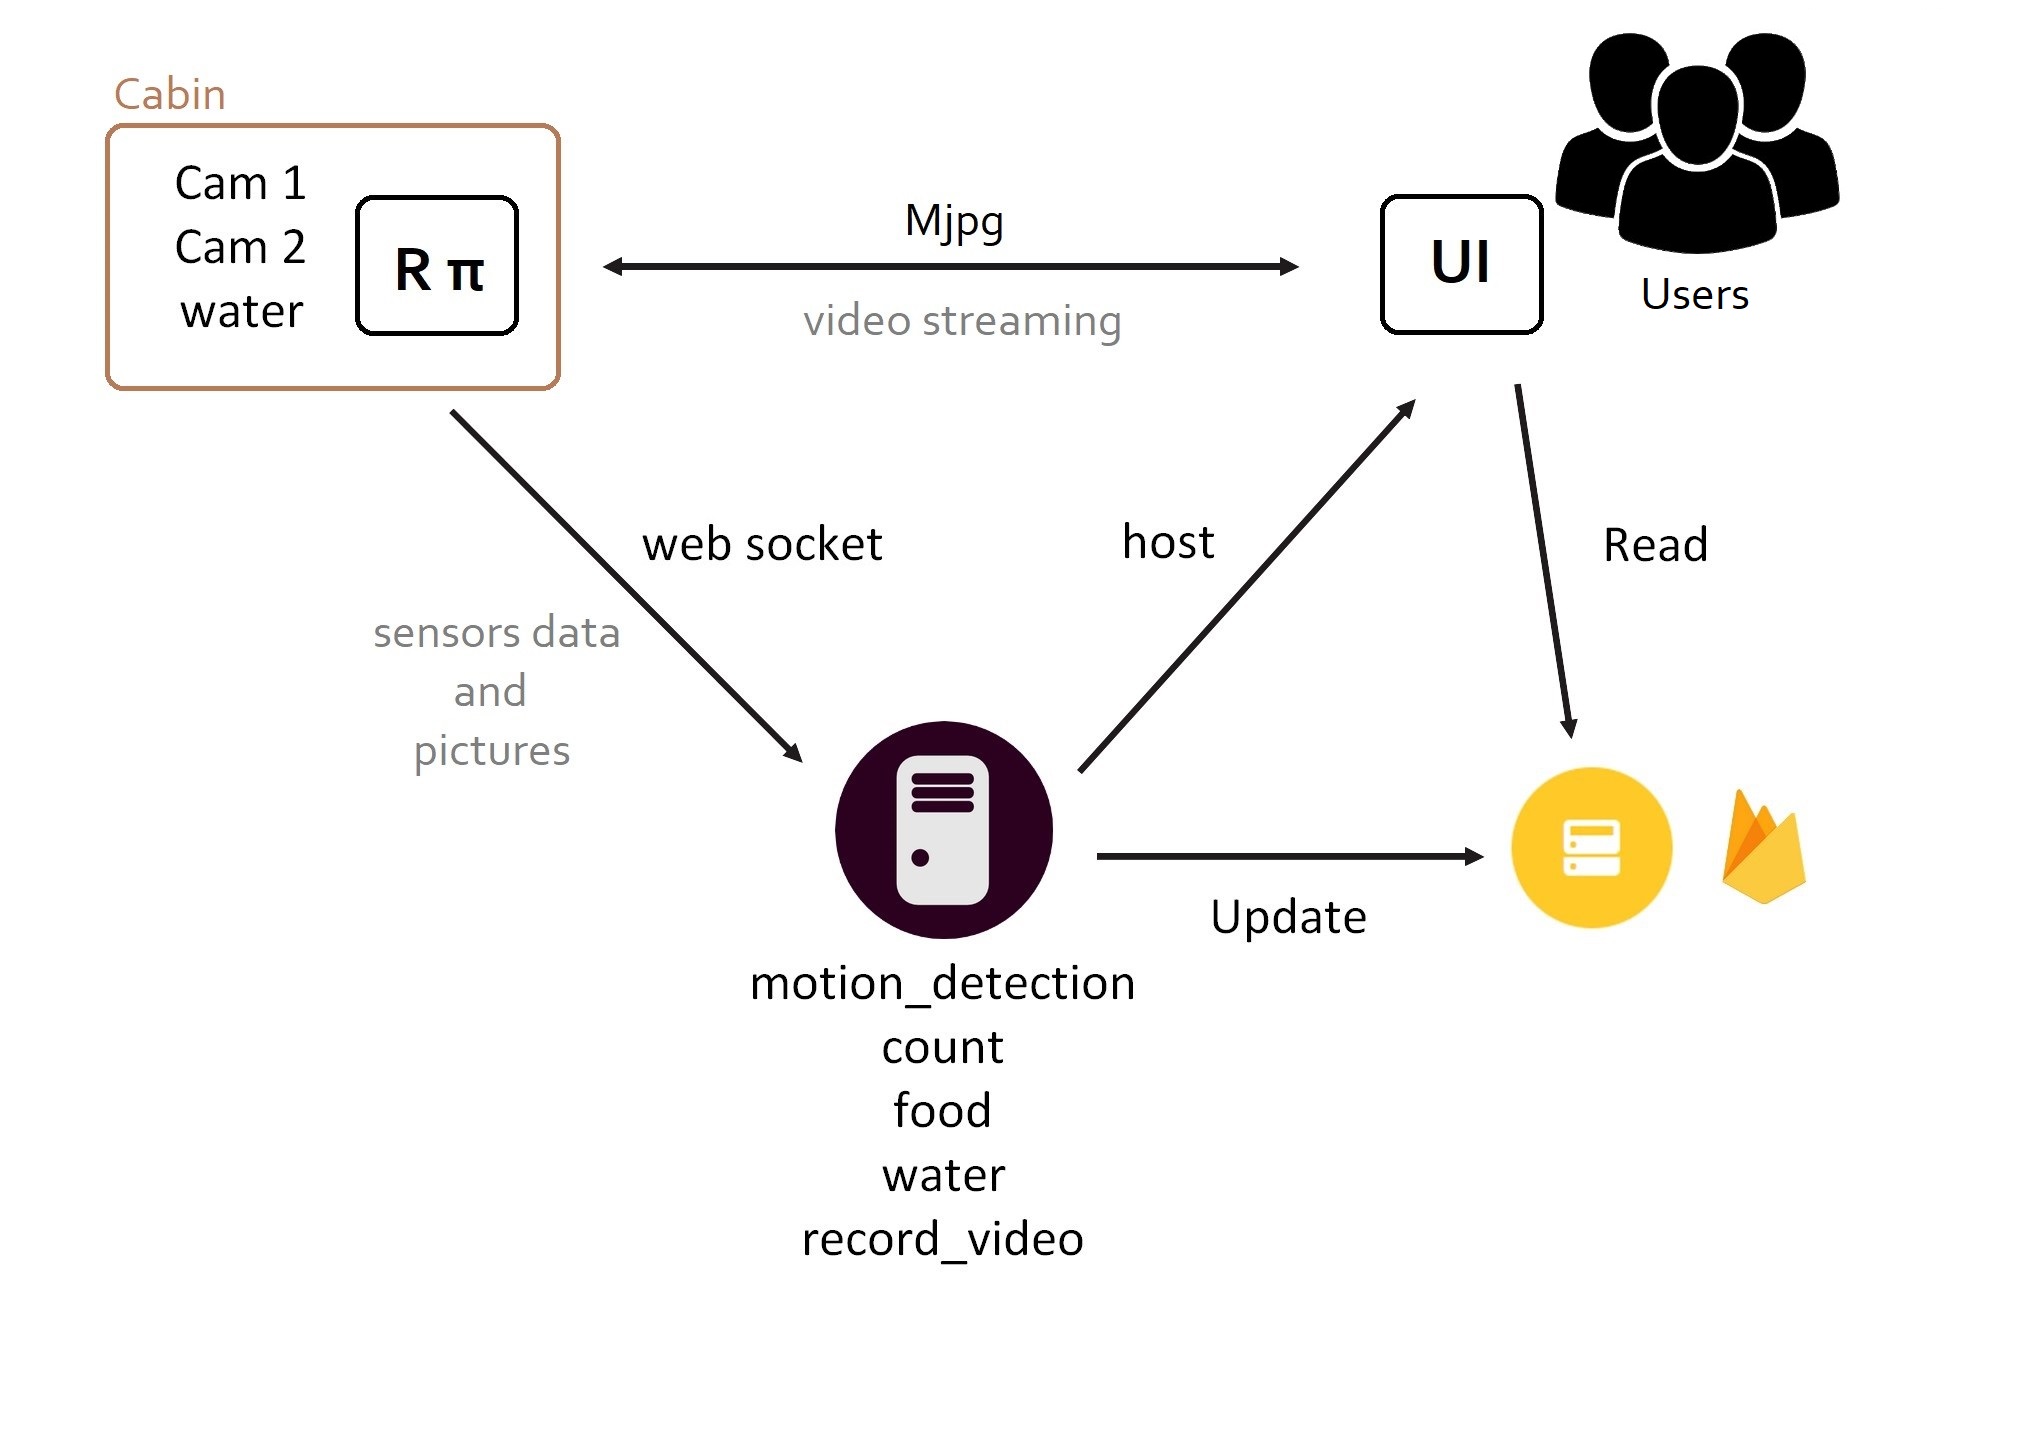 Cabin
Cam 1
Cam 2
water
R π
Mjpg
video streaming
UI
Users
web socket
sensors data
and
pictures
host
Read
Update
motion_detection
count
food
water
record_video